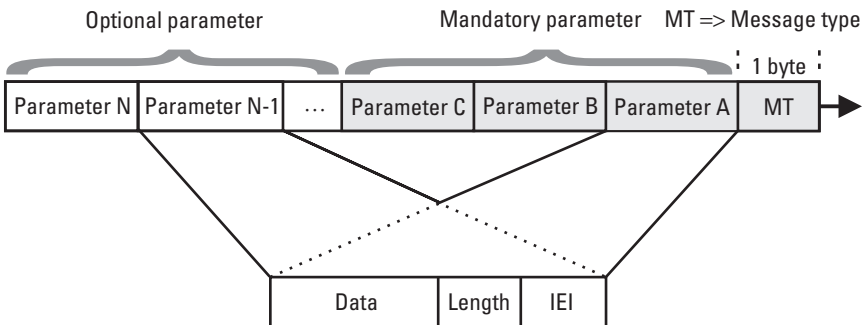 Optional parameter
Mandatory parameter
MT => Message type
1 byte
Parameter N
Parameter N-1
...
Parameter C
Parameter B
Parameter A
MT
Data
Length
IEI